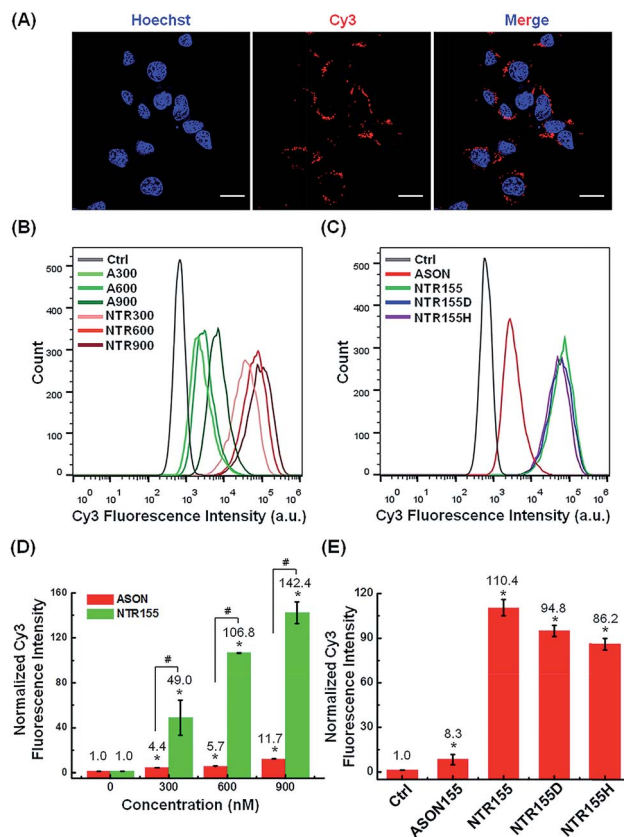 (A)
Hoechst Cy3 Merge
(B)
Ctrl
A300
A600
A900
NTR300
NTR600
NTR900
Count
500
400
300
200
100
0
10^0 10^1 10^2 10^3 10^4 10^5 10^6
Cy3 Fluorescence Intensity (a.u.)
(C)
Ctrl
ASON
NTR155
NTR155D
NTR155H
Count
500
400
300
200
100
0
10^0 10^1 10^2 10^3 10^4 10^5 10^6
Cy3 Fluorescence Intensity (a.u.)
(D)
ASON
NTR155
Normalized Cy3
Fluorescence Intensity
160
120
80
40
0
# # #
1.0 1.0 4.4 49.0 5.7 106.8 11.7 142.4
* * * * * *
0 300 600 900
Concentration (nM)
(E)
Normalized Cy3
Fluorescence Intensity
120
90
60
30
0
1.0 8.3 110.4 94.8 86.2
* * * *
Ctrl ASON155 NTR155 NTR155D NTR155H